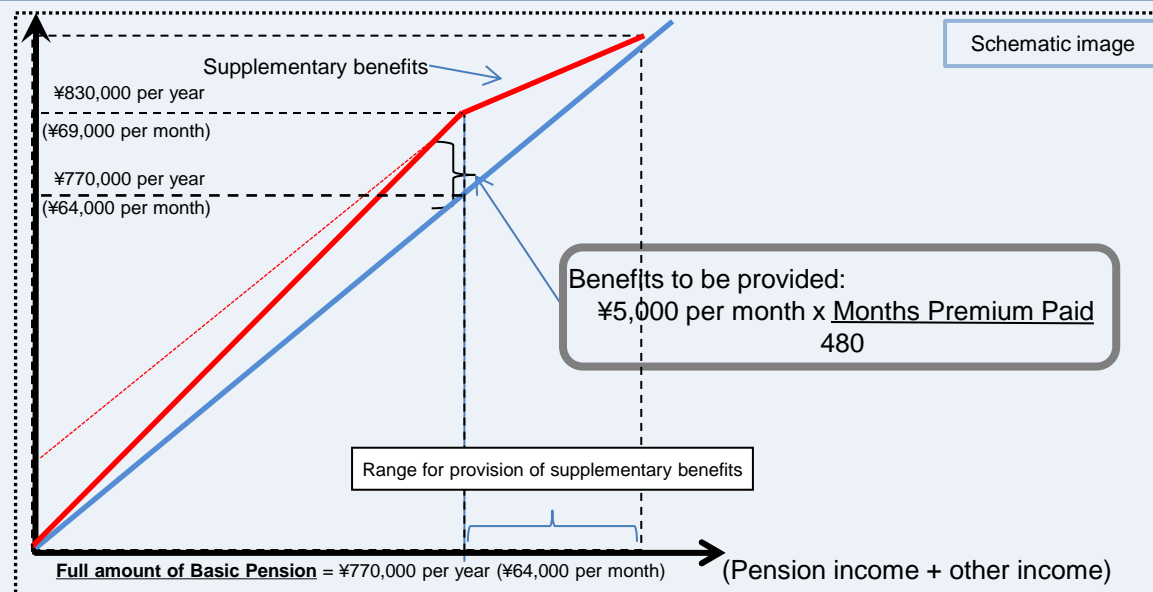 Schematic image
Supplementary benefits
¥830,000 per year
(¥69,000 per month)
¥770,000 per year
(¥64,000 per month)
Benefits to be provided:
¥5,000 per month x Months Premium Paid
480
Range for provision of supplementary benefits
Full amount of Basic Pension = ¥770,000 per year (¥64,000 per month)
(Pension income + other income)